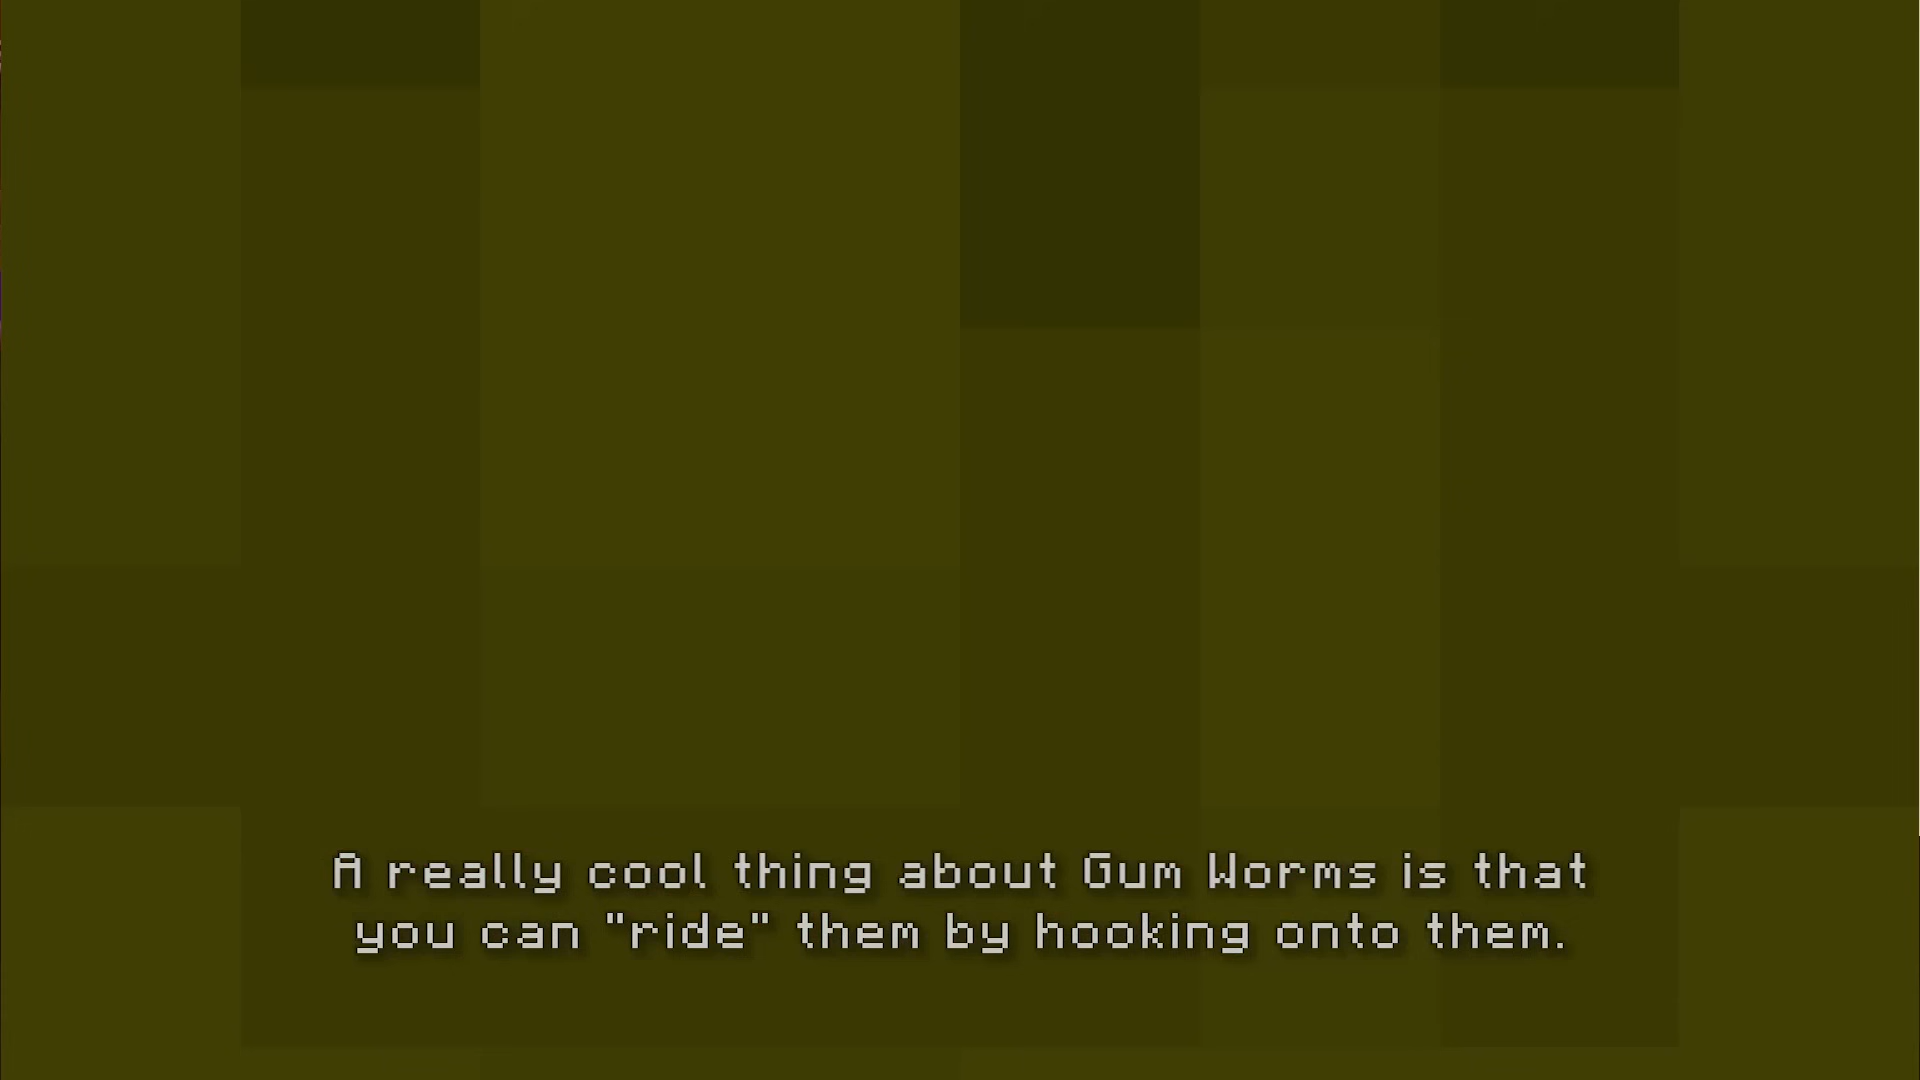 A really cool thing about Gum Worms is that
you can "ride" them by hooking onto them.